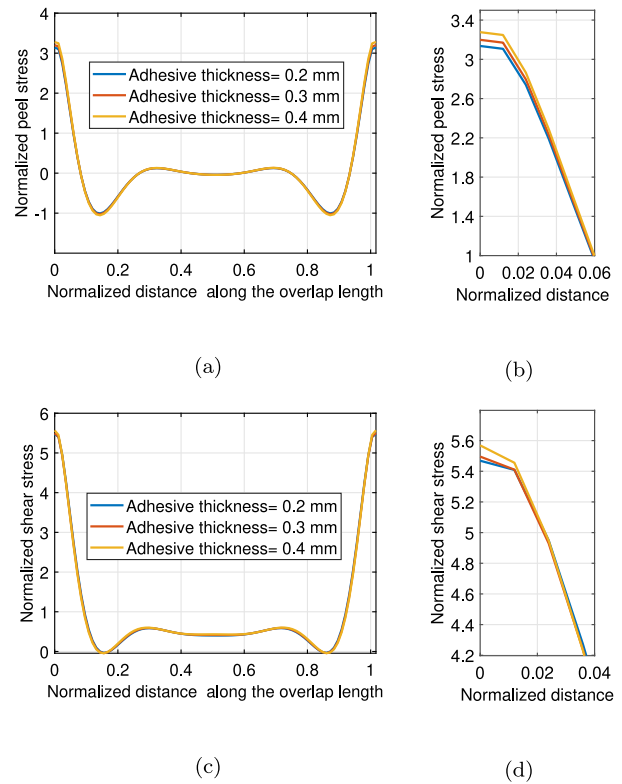 4
3
2
1
0
-1
Normalized peel stress
Adhesive thickness= 0.2 mm
Adhesive thickness= 0.3 mm
Adhesive thickness= 0.4 mm
0 0.2 0.4 0.6 0.8 1
Normalized distance along the overlap length
(a)
3.4
3
2.6
2.2
1.8
1.4
1
Normalized peel stress
0 0.02 0.04 0.06
Normalized distance
(b)
6
5
4
3
2
1
0
Normalized shear stress
Adhesive thickness= 0.2 mm
Adhesive thickness= 0.3 mm
Adhesive thickness= 0.4 mm
0 0.2 0.4 0.6 0.8 1
Normalized distance along the overlap length
(c)
5.6
5.4
5.2
5
4.8
4.6
4.4
4.2
Normalized shear stress
0 0.02 0.04
Normalized distance
(d)